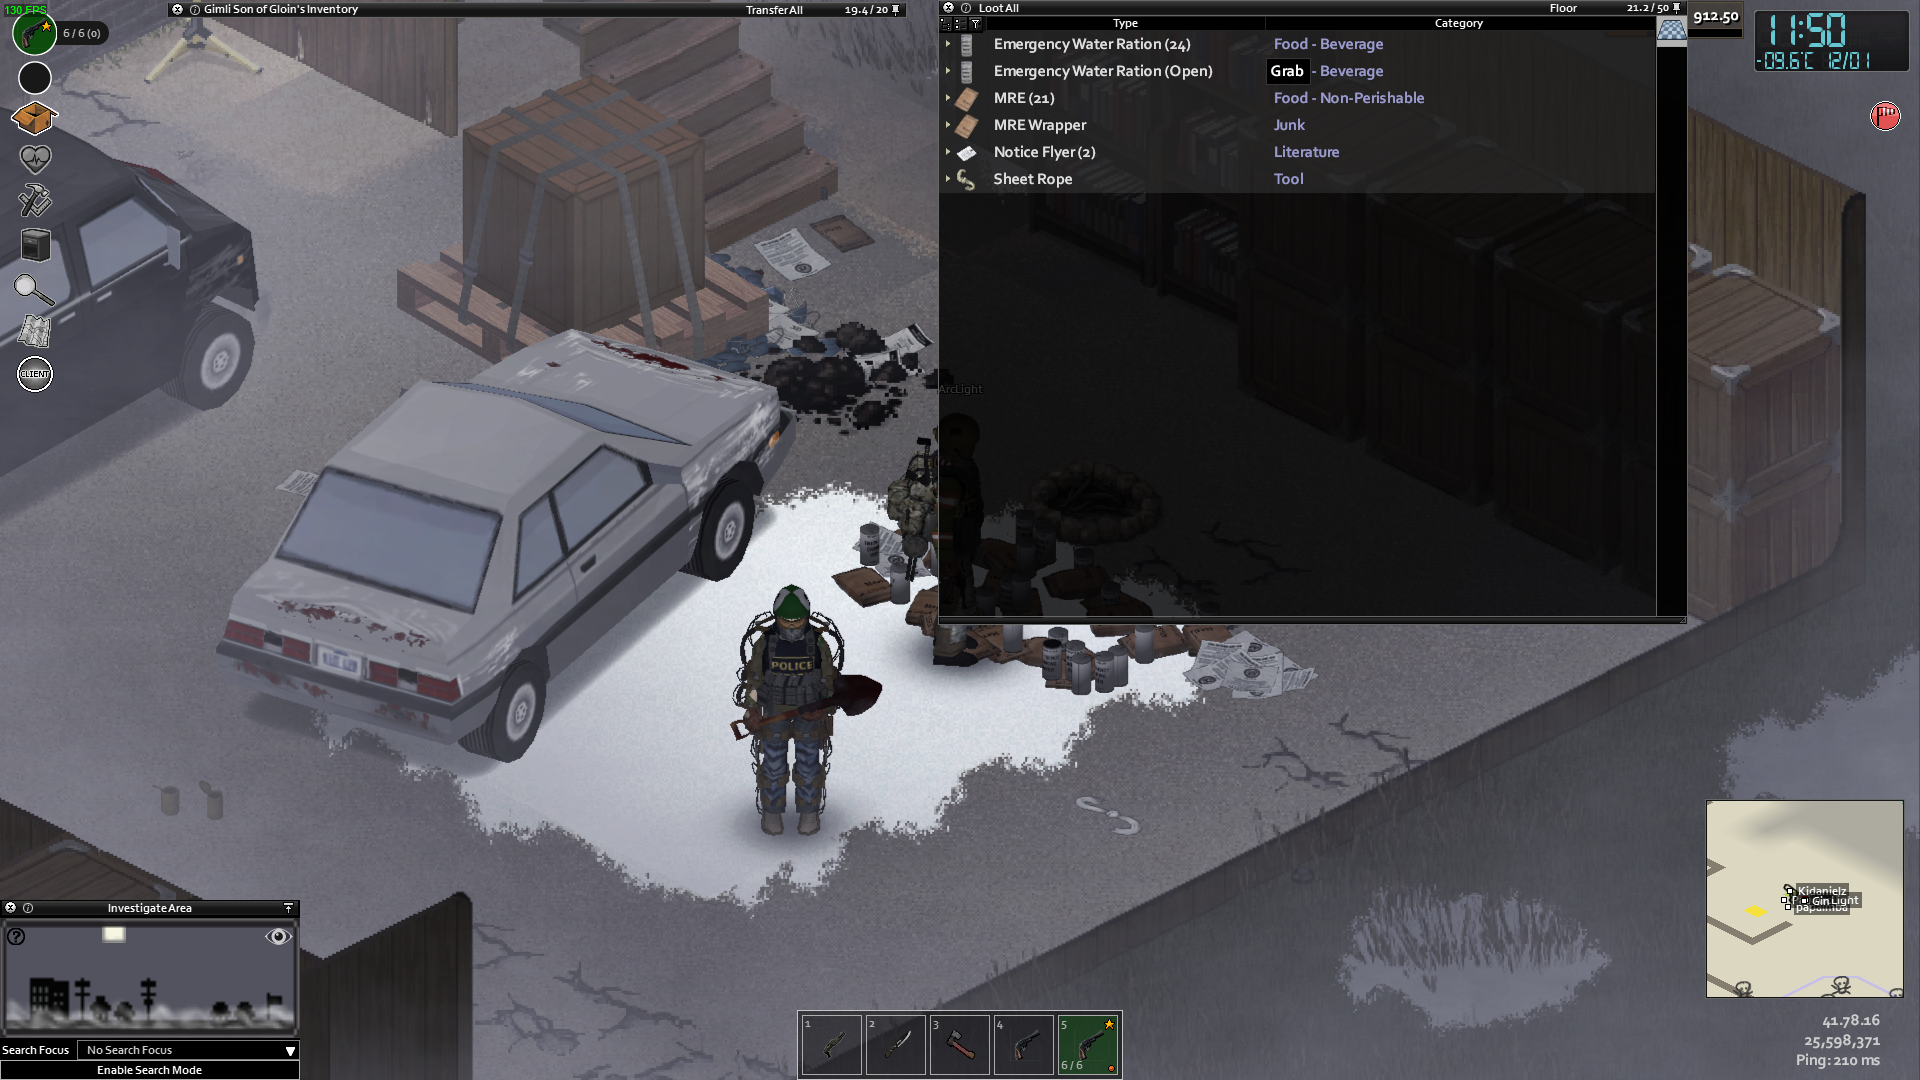 130 FPS
Gimli Son of Gloin's Inventory
Transfer All
19.4 / 20
Loot All
Floor
21.2 / 50
912.50
11:50
-09.6°C 12/01
6 / 6 (0)
Type
Category
Emergency Water Ration (24)
Food - Beverage
Emergency Water Ration (Open)
Grab
- Beverage
MRE (21)
Food - Non-Perishable
MRE Wrapper
Junk
Notice Flyer (2)
Literature
Sheet Rope
Tool
CLIENT
ArcLight
POLICE
Kidanielz
Investigate Area
Search Focus
No Search Focus
Enable Search Mode
1
2
3
4
5
6 / 6
41.78.16
25,598,371
Ping: 210 ms